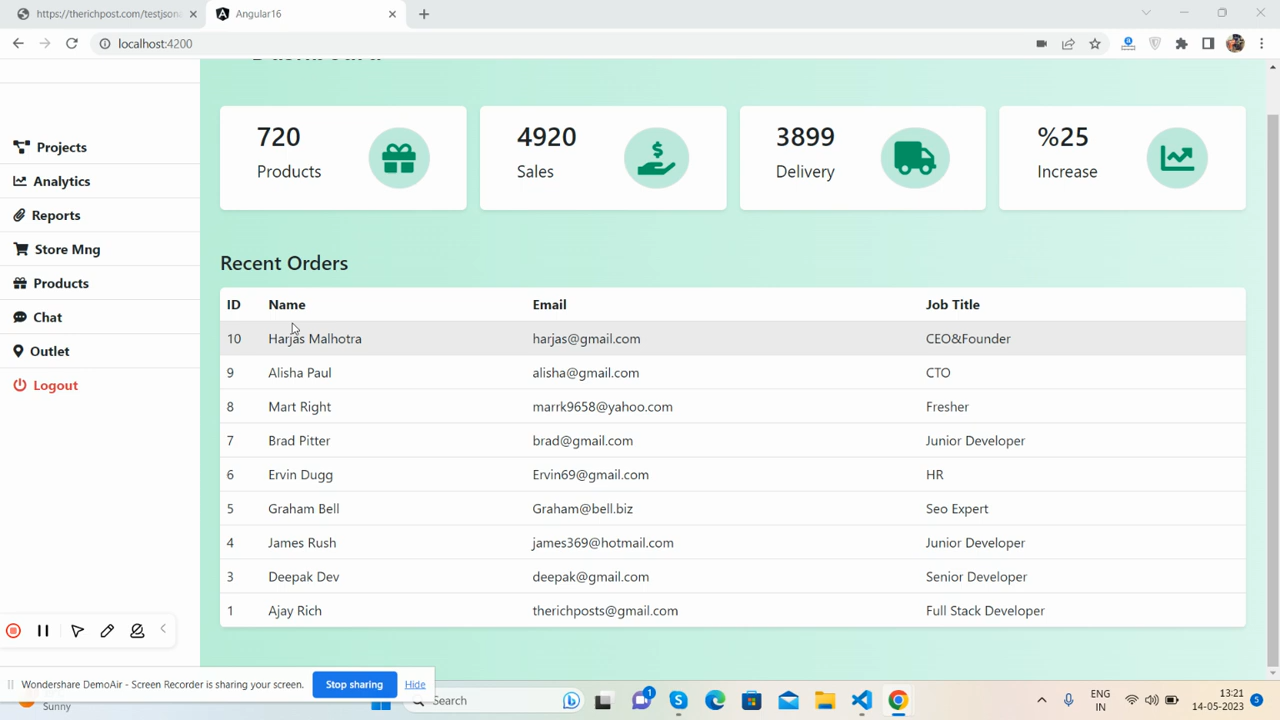 https://therichpost.com/testjson
Angular16
localhost:4200
Projects
Analytics
Reports
Store Mng
Products
Chat
Outlet
Logout
720
Products
4920
Sales
3899
Delivery
%25
Increase
Recent Orders
ID Name Email Job Title
10 Harjas Malhotra harjas@gmail.com CEO&Founder
9 Alisha Paul alisha@gmail.com CTO
8 Mart Right marrk9658@yahoo.com Fresher
7 Brad Pitter brad@gmail.com Junior Developer
6 Ervin Dugg Ervin69@gmail.com HR
5 Graham Bell Graham@bell.biz Seo Expert
4 James Rush james369@hotmail.com Junior Developer
3 Deepak Dev deepak@gmail.com Senior Developer
1 Ajay Rich therichposts@gmail.com Full Stack Developer
Wondershare DemoAir - Screen Recorder is sharing your screen. Stop sharing Hide
Sunny
Search
1
ENG
IN
13:21
14-05-2023
5